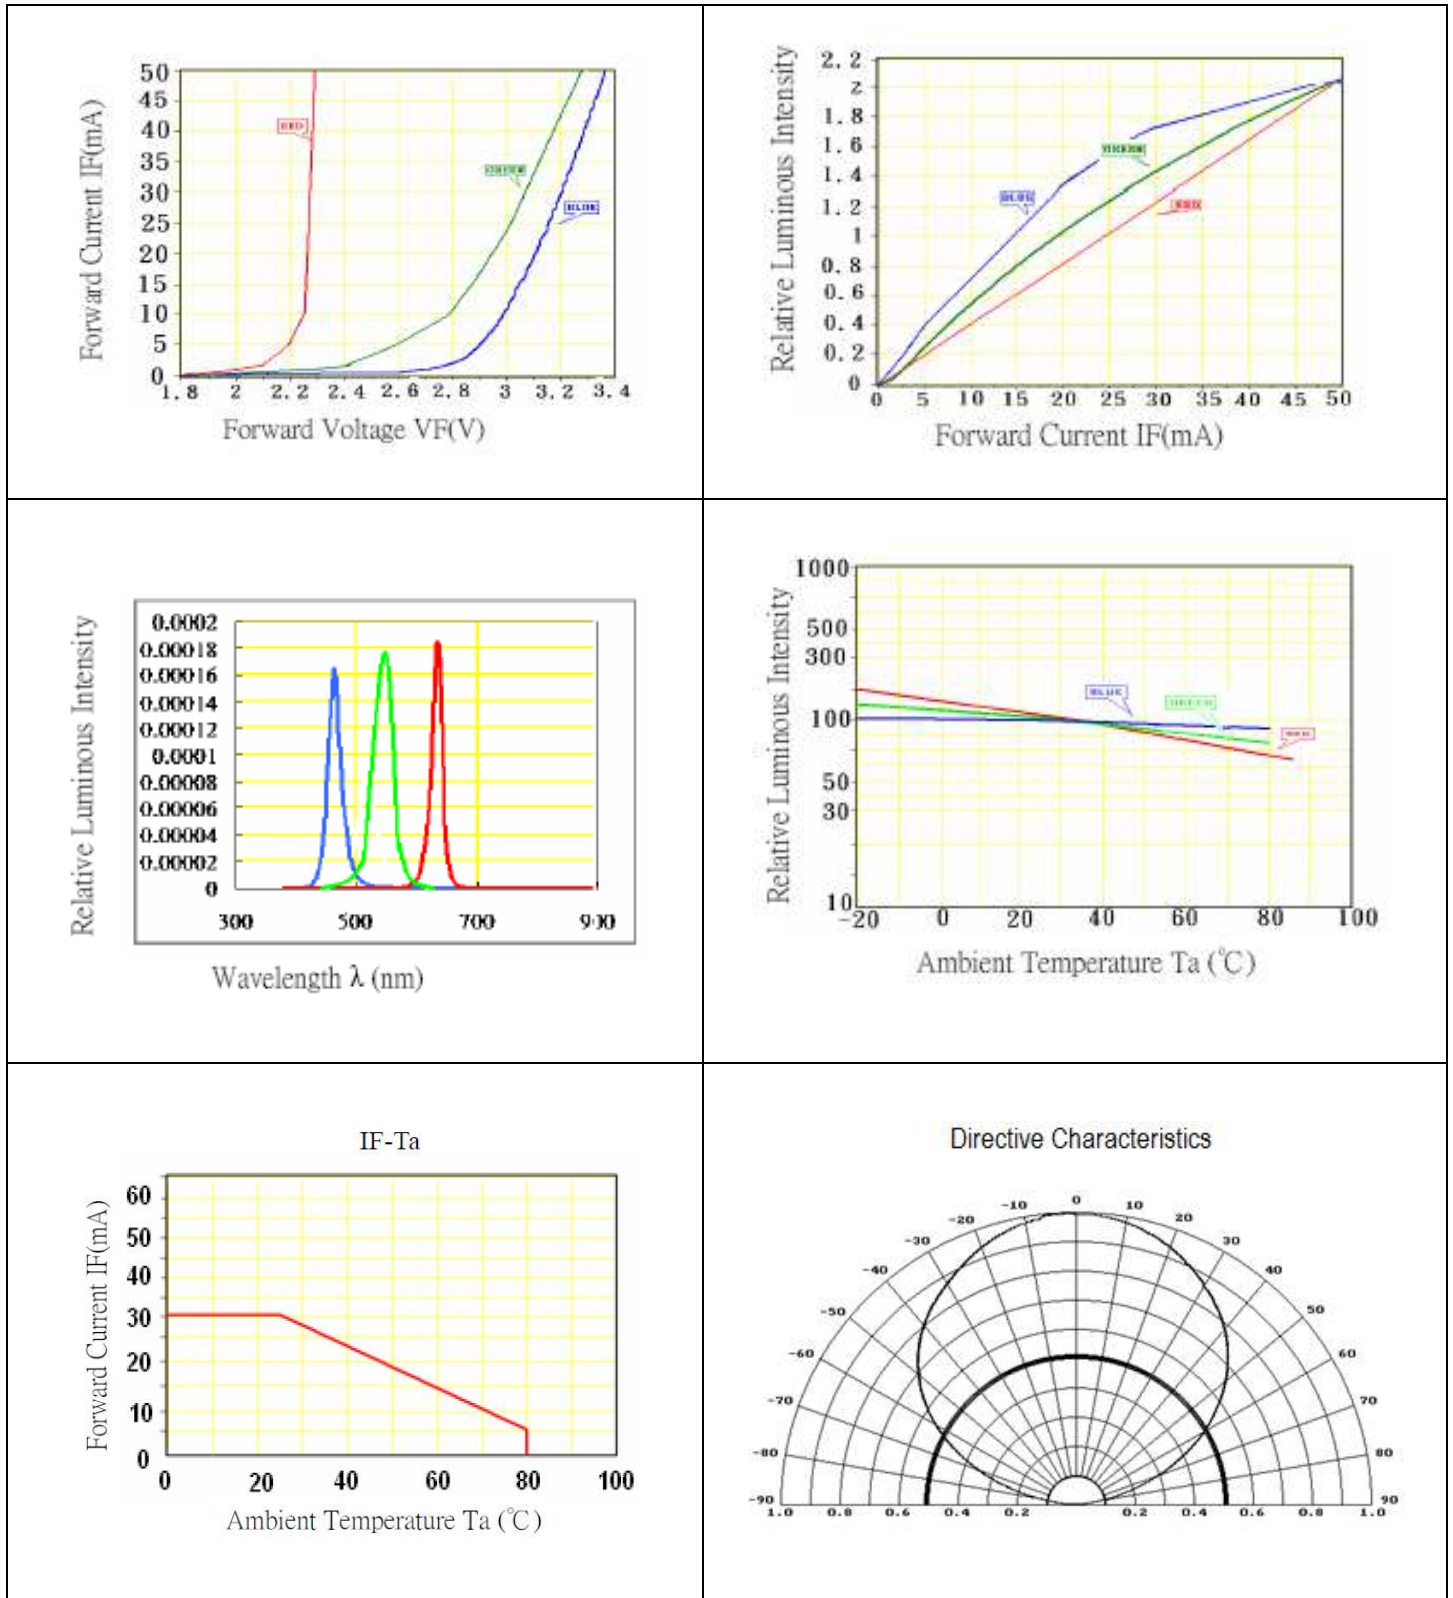 50
45
40
35
30
25
20
15
10
5
0
1.8 2 2.2 2.4 2.6 2.8 3 3.2 3.4
Forward Current IF(mA)
RED
GREEN
BLUE
Forward Voltage VF(V)
2.2
2
1.8
1.6
1.4
1.2
1
0.8
0.6
0.4
0.2
0
0 5 10 15 20 25 30 35 40 45 50
Relative Luminous Intensity
BLUE
GREEN
RED
Forward Current IF(mA)
0.0002
0.00018
0.00016
0.00014
0.00012
0.0001
0.00008
0.00006
0.00004
0.00002
0
300 500 700 900
Relative Luminous Intensity
Wavelength λ (nm)
1000
500
300
100
50
30
10
-20 0 20 40 60 80 100
Relative Luminous Intensity
BLUE
GREEN
RED
Ambient Temperature Ta (℃)
IF-Ta
60
50
40
30
20
10
0
0 20 40 60 80 100
Forward Current IF(mA)
Ambient Temperature Ta (℃)
Directive Characteristics
-90 -80 -70 -60 -50 -40 -30 -20 -10 0 10 20 30 40 50 60 70 80 90
1.0 0.8 0.6 0.4 0.2 0.2 0.4 0.6 0.8 1.0